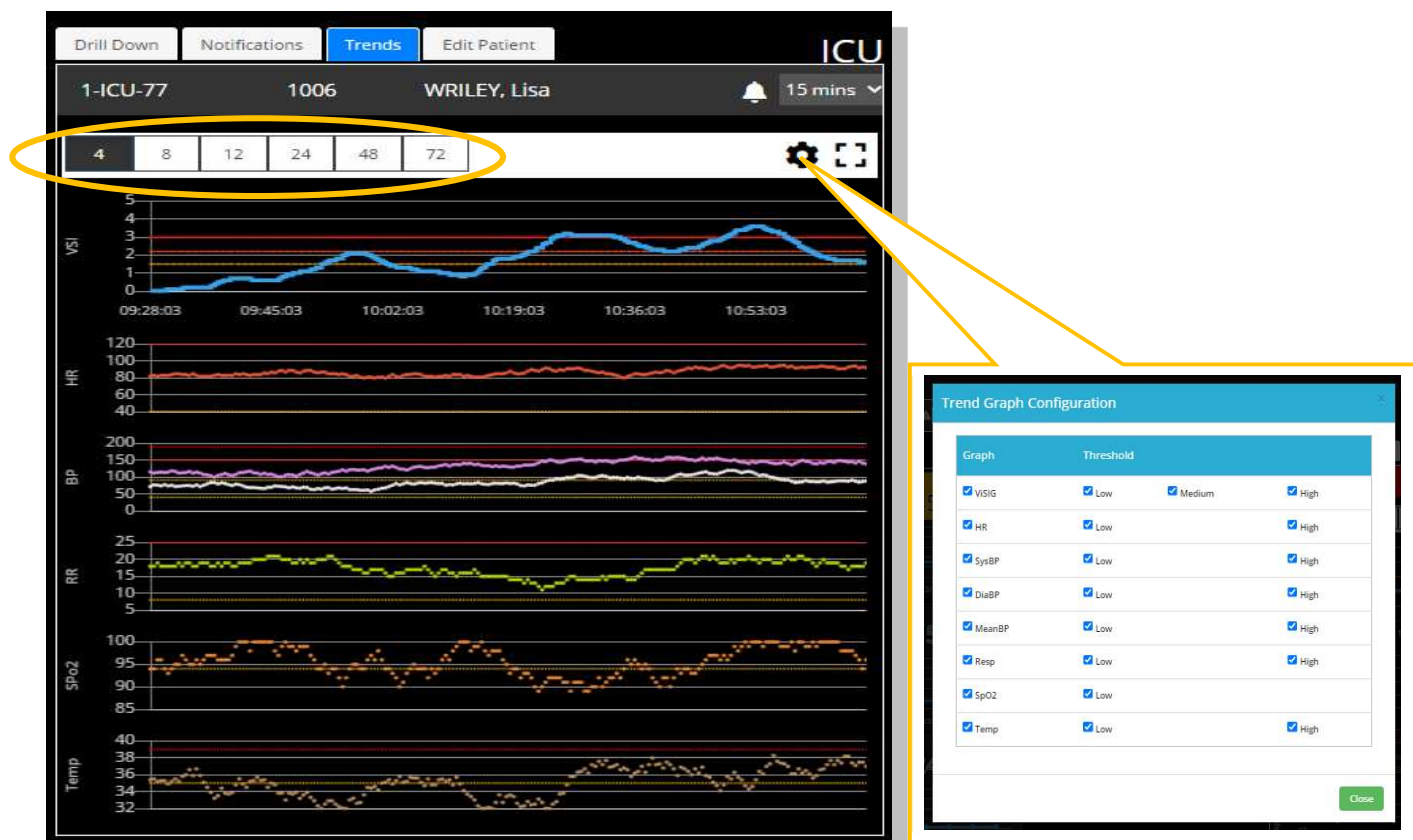 Drill Down Notifications Trends Edit Patient
ICU
1-ICU-77 1006 WRILEY, Lisa 15 mins
4 8 12 24 48 72
VSI
5
4
3
2
1
0
09:28:03 09:45:03 10:02:03 10:19:03 10:36:03 10:53:03
HR
120
100
80
60
40
BP
200
150
100
50
0
RR
25
20
15
10
5
SPo2
100
95
90
85
Temp
40
38
36
34
32
Trend Graph Configuration ×
Graph Threshold
ViSIG Low Medium High
HR Low High
SysBP Low High
DiaBP Low High
MeanBP Low High
Resp Low High
SpO2 Low
Temp Low High
Close